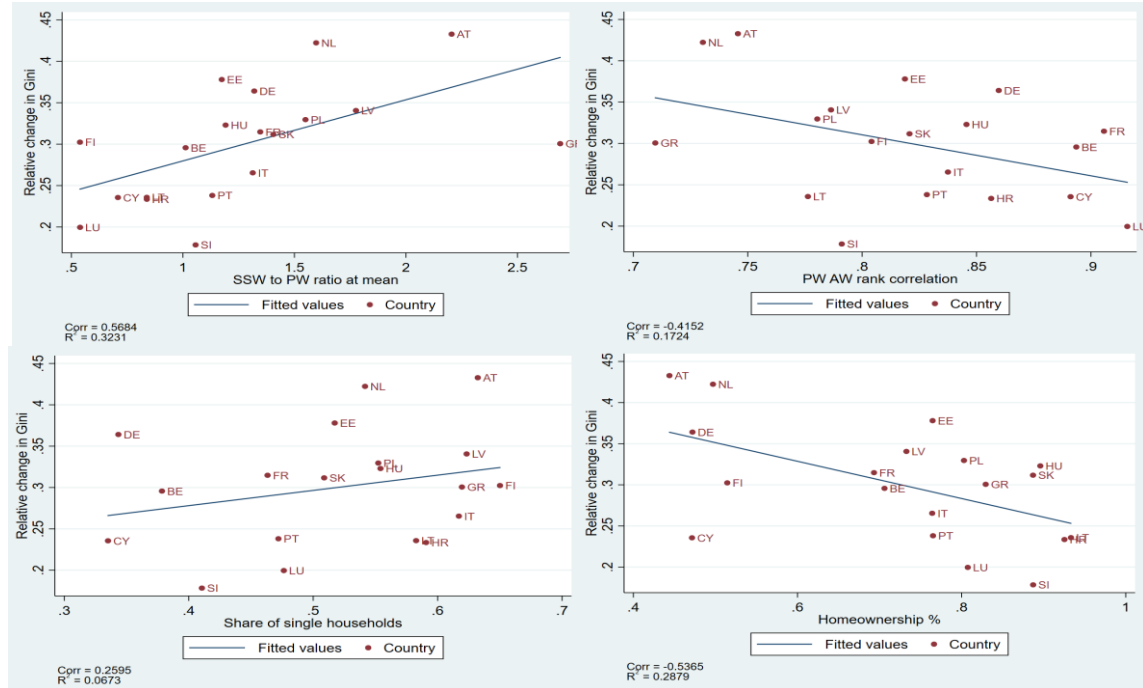 Relative change in Gini
.45
.4
.35
.3
.25
.2
AT
NL
EE
DE
LV
PL
HU
FR
SK
FI
GR
BE
IT
PT
CY
LT
HR
LU
SI
.5
1
1.5
2
2.5
SSW to PW ratio at mean
Fitted values
Country
Corr = 0.5684
R² = 0.3231
Relative change in Gini
.45
.4
.35
.3
.25
.2
AT
NL
EE
DE
LV
PL
HU
FR
SK
FI
GR
BE
IT
PT
LT
HR
CY
LU
SI
.7
.75
.8
.85
.9
PW AW rank correlation
Fitted values
Country
Corr = -0.4152
R² = 0.1724
Relative change in Gini
.45
.4
.35
.3
.25
.2
AT
NL
EE
DE
LV
PL
HU
FR
SK
GR
FI
BE
IT
CY
PT
LT
HR
LU
SI
.3
.4
.5
.6
.7
Share of single households
Fitted values
Country
Corr = 0.2595
R² = 0.0673
Relative change in Gini
.45
.4
.35
.3
.25
.2
AT
NL
EE
DE
LV
PL
HU
FR
SK
FI
BE
GR
IT
CY
PT
HR
LT
LU
SI
.4
.6
.8
1
Homeownership %
Fitted values
Country
Corr = -0.5365
R² = 0.2879